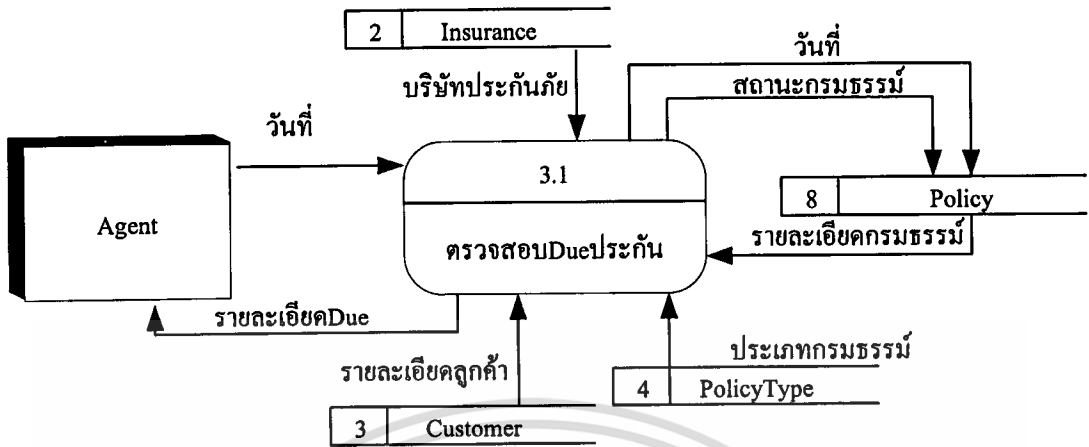 2 Insurance
วันที่
บริษัทประกันภัย
สถานะกรมธรรม์
วันที่
3.1
8 Policy
Agent
ตรวจสอบDueประกัน
รายละเอียดกรมธรรม์
รายละเอียดDue
ประเภทกรมธรรม์
รายละเอียดลูกค้า
4 PolicyType
3 Customer